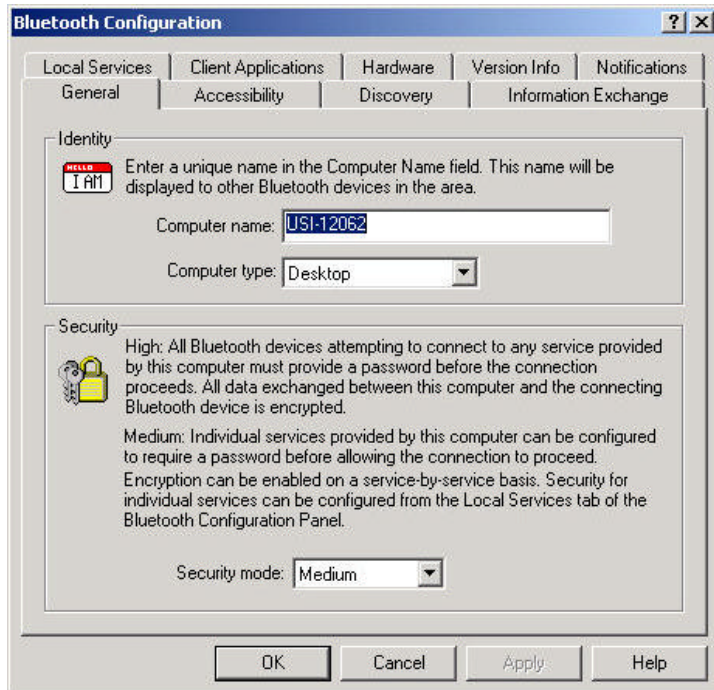 Bluetooth Configuration
Local Services Client Applications Hardware Version Info Notifications
General Accessibility Discovery Information Exchange
Identity
HELLO
I AM
Enter a unique name in the Computer Name field. This name will be
displayed to other Bluetooth devices in the area.
Computer name: USI-12062
Computer type: Desktop
Security
High: All Bluetooth devices attempting to connect to any service provided
by this computer must provide a password before the connection
proceeds. All data exchanged between this computer and the connecting
Bluetooth device is encrypted.
Medium: Individual services provided by this computer can be configured
to require a password before allowing the connection to proceed.
Encryption can be enabled on a service-by-service basis. Security for
individual services can be configured from the Local Services tab of the
Bluetooth Configuration Panel.
Security mode: Medium
OK Cancel Apply Help